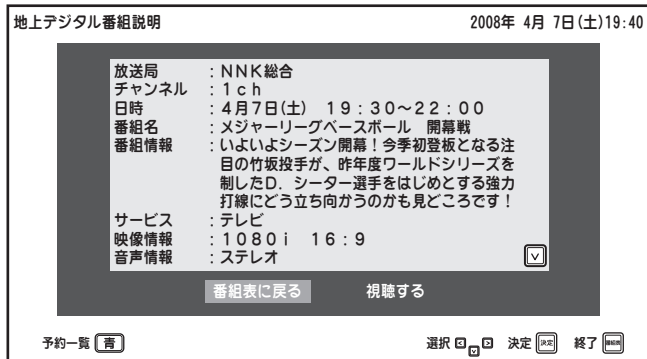 地上デジタル番組説明 2008年 4月 7日(土)19:40
放送局 :NNK総合
チャンネル :1ch
日時 :4月7日(土) 19:30~22:00
番組名 :メジャーリーグベースボール 開幕戦
番組情報 :いよいよシーズン開幕!今季初登板となる注
目の竹坂投手が、昨年度ワールドシリーズを
制したD.シーター選手をはじめとする強力
打線にどう立ち向かうのかも見どころです!
サービス :テレビ
映像情報 :1080i 16:9
音声情報 :ステレオ
番組表に戻る 視聴する
予約一覧 青 選択 決定 決定 終了 番組表